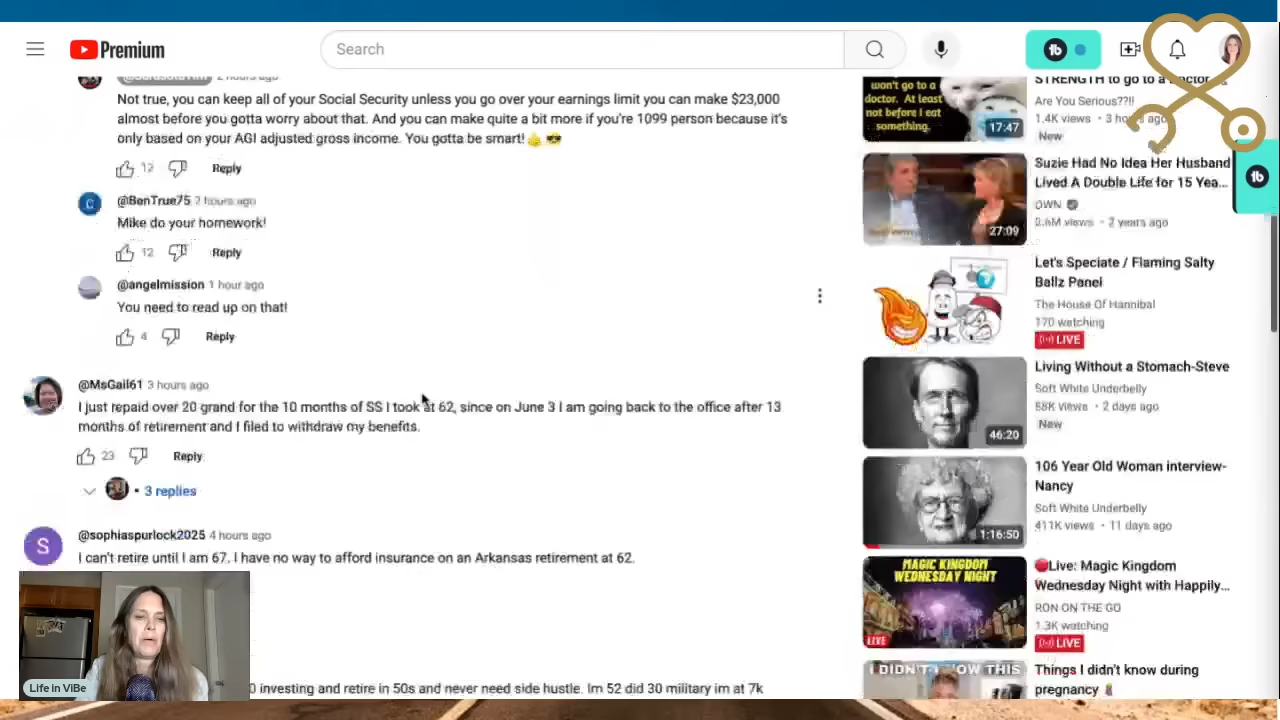 Premium
Search
2 hours ago
Not true, you can keep all of your Social Security unless you go over your earnings limit you can make $23,000
almost before you gotta worry about that. And you can make quite a bit more if you're 1099 person because it's
only based on your AGI adjusted gross income. You gotta be smart!
12
Reply
@BenTrue75 2 hours ago
Mike do your homework!
12
Reply
@angelmission 1 hour ago
You need to read up on that!
4
Reply
@MsGail61 3 hours ago
I just repaid over 20 grand for the 10 months of SS I took at 62, since on June 3 I am going back to the office after 13
months of retirement and I filed to withdraw my benefits.
23
Reply
3 replies
S
@sophiaspurlock2025 4 hours ago
I can't retire until I am 67. I have no way to afford insurance on an Arkansas retirement at 62.
0 investing and retire in 50s and never need side hustle. Im 52 did 30 military im at 7k
Life in ViBe
won't go to a
doctor. At least
not before I eat
something.
17:47
STRENGTH to go to a Doctor
Are You Serious??!!
1.4K views • 3 hours ago
New
27:09
Suzie Had No Idea Her Husband
Lived A Double Life for 15 Yea...
OWN
2 years ago
Let's Speciate / Flaming Salty
Ballz Panel
The House Of Hannibal
170 watching
LIVE
46:20
Living Without a Stomach-Steve
Soft White Underbelly
2 days ago
New
1:16:50
106 Year Old Woman interview-
Nancy
Soft White Underbelly
411K views • 11 days ago
MAGIC KINGDOM
WEDNESDAY NIGHT
LIVE
Live: Magic Kingdom
Wednesday Night with Happily...
RON ON THE GO
1.3K watching
LIVE
I DIDN'T KNOW THIS
Things I didn't know during
pregnancy